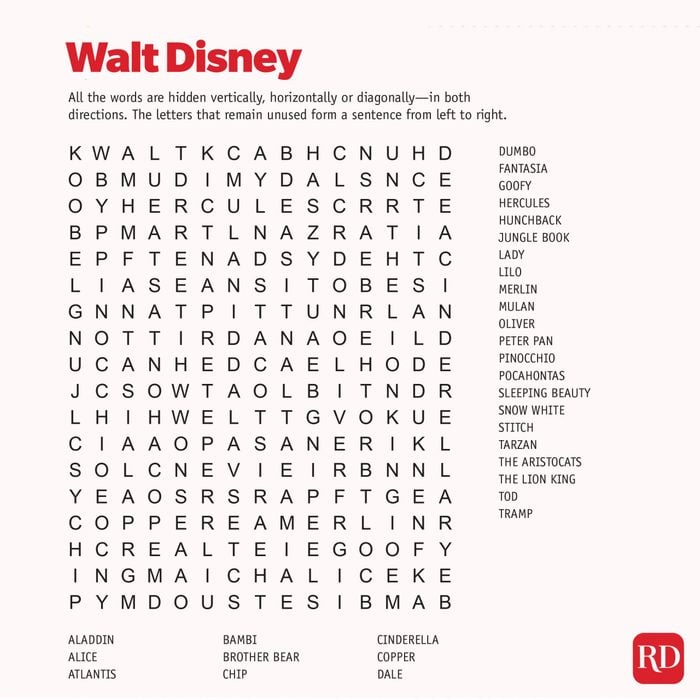 Walt Disney
All the words are hidden vertically, horizontally or diagonally—in both
directions. The letters that remain unused form a sentence from left to right.
K W A L T K C A B H C N U H D
O B M U D I M Y D A L S N C E
O Y H E R C U L E S C R R T E
B P M A R T L N A Z R A T I A
E P F T E N A D S Y D E H T C
L I A S E A N S I T O B E S I
G N N A T P I T T U N R L A N
N O T T I R D A N A O E I L D
U C A N H E D C A E L H O D E
J C S O W T A O L B I T N D R
L H I H W E L T T G V O K U E
C I A A O P A S A N E R I K L
S O L C N E V I E I R B N N L
Y E A O S R S R A P F T G E A
C O P P E R E A M E R L I N R
H C R E A L T E I E G O O F Y
I N G M A I C H A L I C E K E
P Y M D O U S T E S I B M A B
DUMBO
FANTASIA
GOOFY
HERCULES
HUNCHBACK
JUNGLE BOOK
LADY
LILO
MERLIN
MULAN
OLIVER
PETER PAN
PINOCCHIO
POCAHONTAS
SLEEPING BEAUTY
SNOW WHITE
STITCH
TARZAN
THE ARISTOCATS
THE LION KING
TOD
TRAMP
ALADDIN
ALICE
ATLANTIS
BAMBI
BROTHER BEAR
CHIP
CINDERELLA
COPPER
DALE
RD